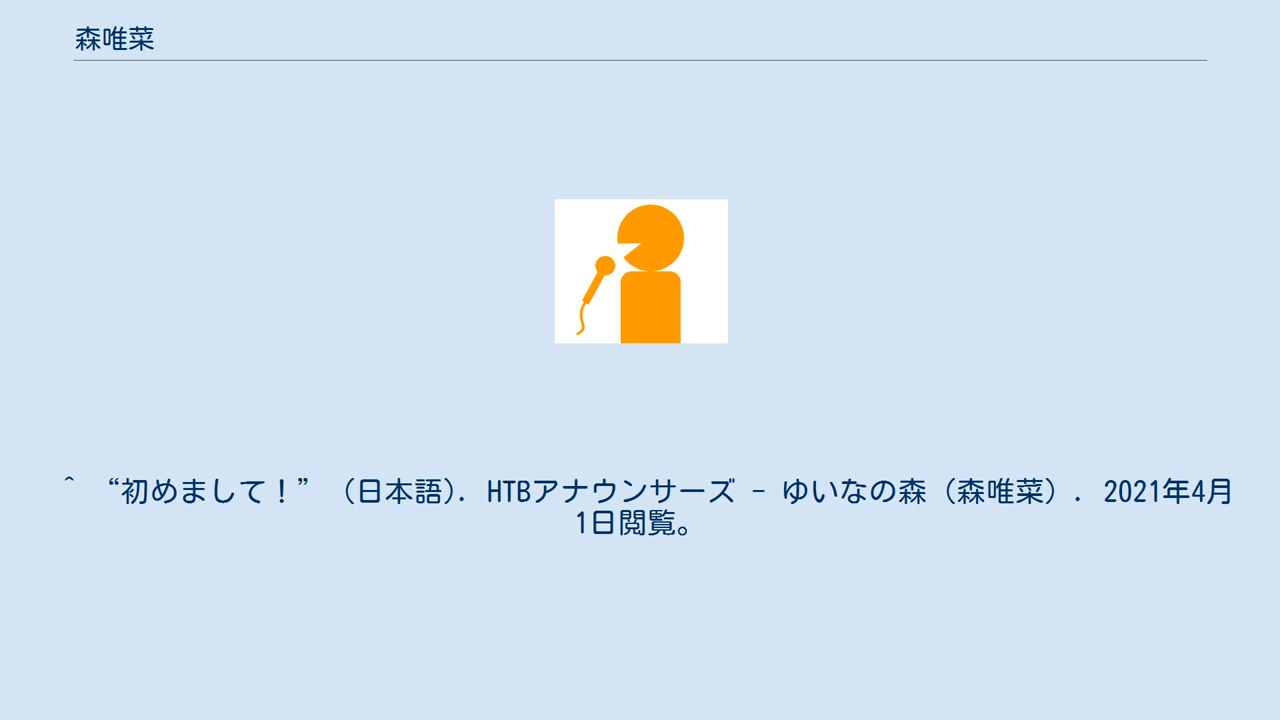 森唯菜
^ “初めまして！” （日本語). HTBアナウンサーズ - ゆいなの森（森唯菜）. 2021年4月
1日閲覧。